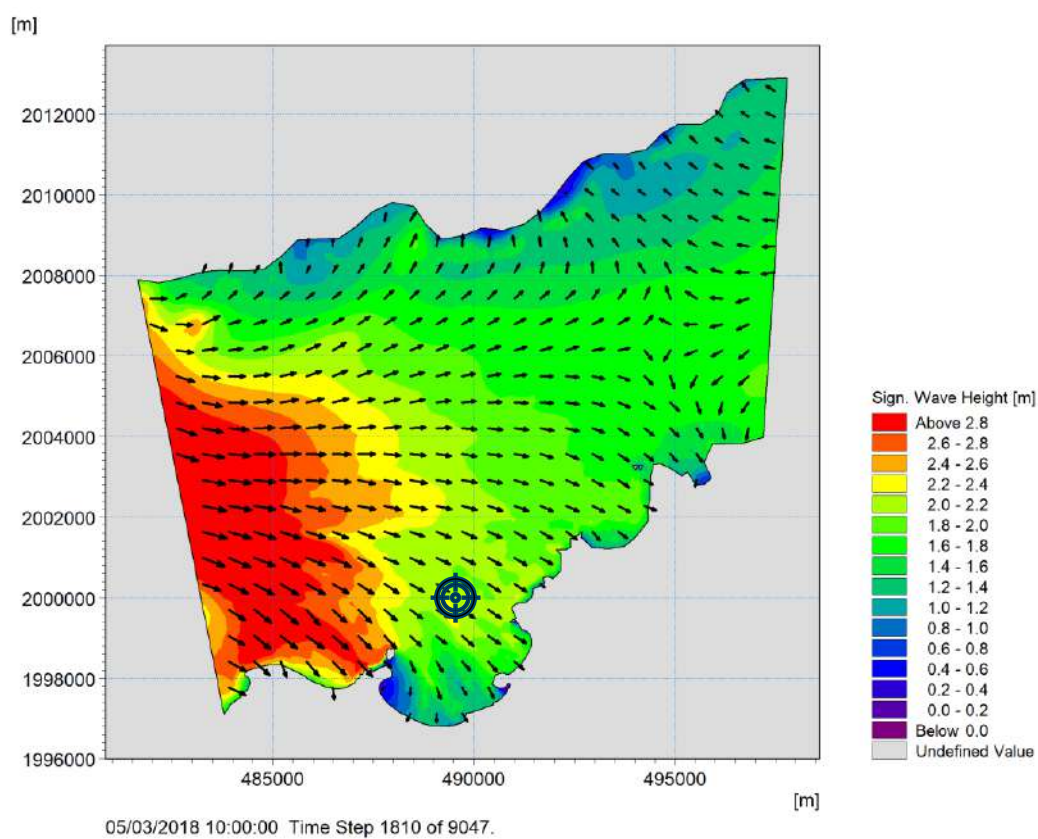 [m]
2012000
2010000
2008000
2006000
2004000
2002000
2000000
1998000
1996000
485000
490000
495000
[m]
05/03/2018 10:00:00 Time Step 1810 of 9047.
Sign. Wave Height [m]
Above 2.8
2.6 - 2.8
2.4 - 2.6
2.2 - 2.4
2.0 - 2.2
1.8 - 2.0
1.6 - 1.8
1.4 - 1.6
1.2 - 1.4
1.0 - 1.2
0.8 - 1.0
0.6 - 0.8
0.4 - 0.6
0.2 - 0.4
0.0 - 0.2
Below 0.0
Undefined Value